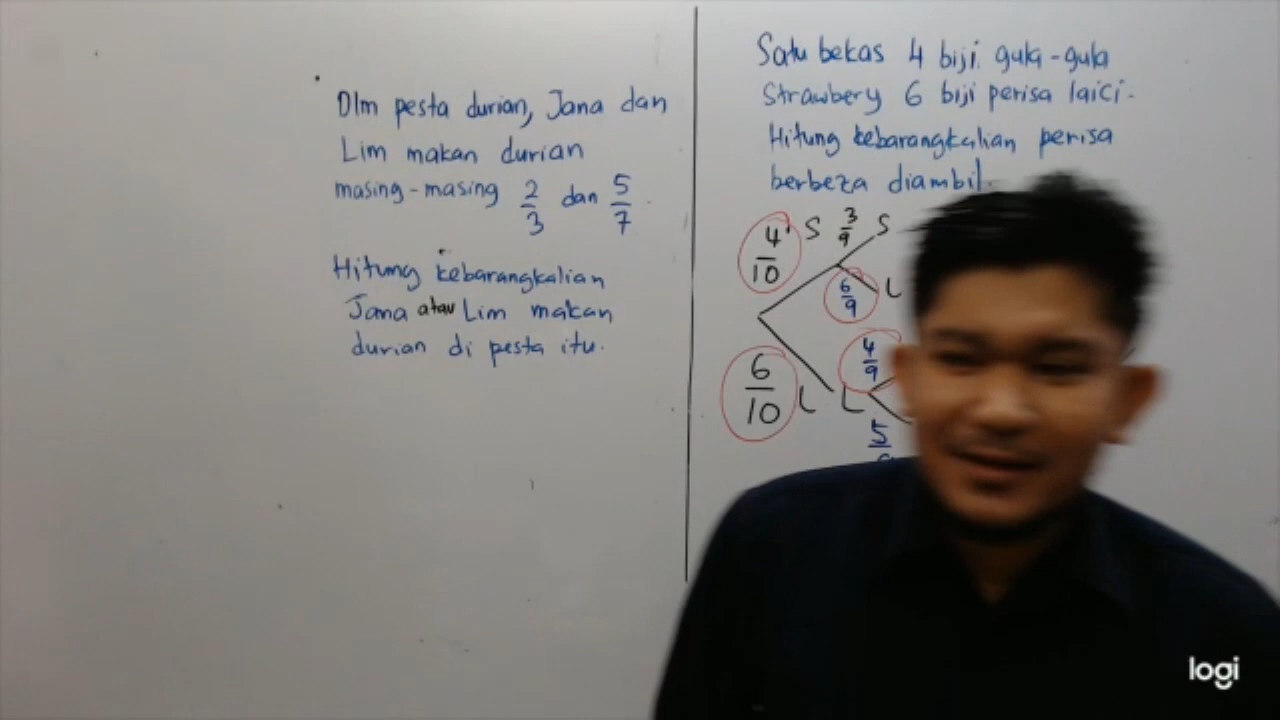 Dlm pesta durian, Jana dan
Lim makan durian
masing-masing 2/3 dan 5/7.
Hitung kebarangkalian
Jana atau Lim makan
durian di pesta itu.
Satu bekas 4 biji gula-gula
Strawbery 6 biji perisa laici.
Hitung kebarangkalian perisa
berbeza diambil.
4/10 S 3/9 S
6/9 L
4/9
6/10 L L
5
logi